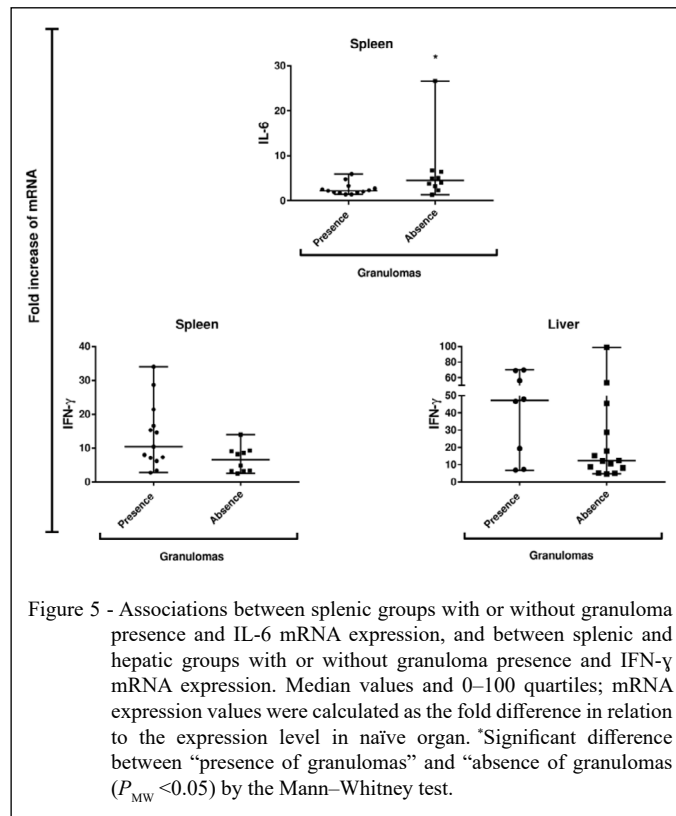 Fold increase of mRNA
Spleen
*
30
20
10
0
IL-6
Presence
Absence
Granulomas
Spleen
40
30
20
10
0
IFN-γ
Presence
Absence
Granulomas
Liver
100
80
60
50
40
30
20
10
0
IFN-γ
Presence
Absence
Granulomas
Figure 5 - Associations between splenic groups with or without granuloma
presence and IL-6 mRNA expression, and between splenic and
hepatic groups with or without granuloma presence and IFN-ɣ
mRNA expression. Median values and 0–100 quartiles; mRNA
expression values were calculated as the fold difference in relation
to the expression level in naïve organ. *Significant difference
between “presence of granulomas” and “absence of granulomas
(PMW <0.05) by the Mann–Whitney test.